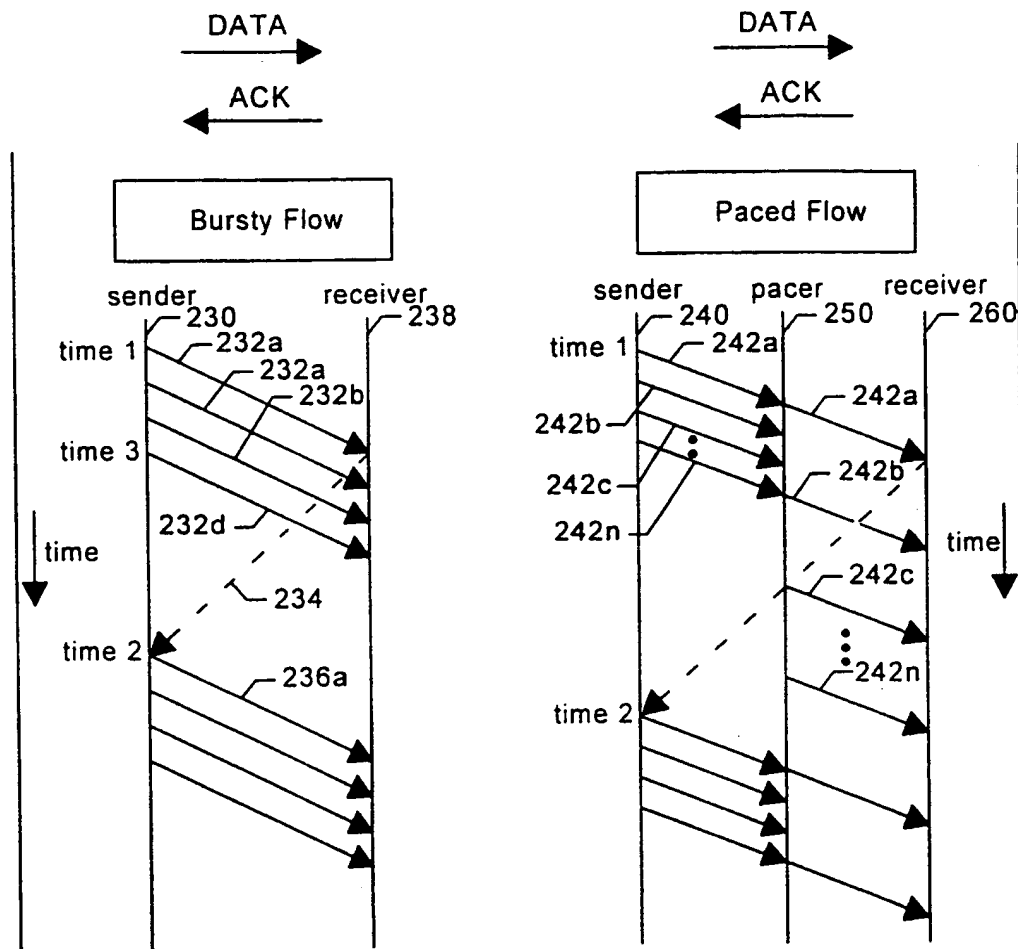 DATA
ACK
Bursty Flow
sender
receiver
230
238
time 1
232a
232a
232b
time 3
232d
time
234
time 2
236a
DATA
ACK
Paced Flow
sender
pacer
receiver
240
250
260
time 1
242a
242a
242b
242c
242b
242n
time
242c
242n
time 2